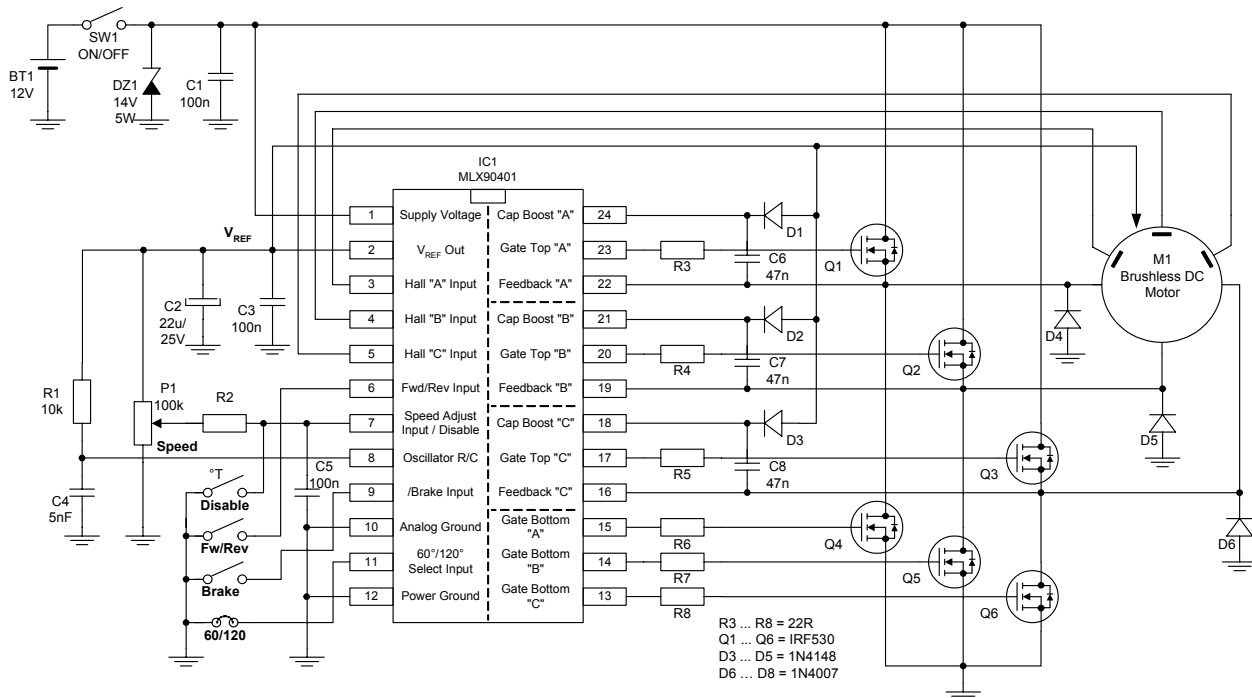 SW1
ON/OFF
BT1
12V
DZ1
14V
5W
C1
100n
IC1
MLX90401
1 Supply Voltage Cap Boost "A" 24
2 VREF Out Gate Top "A" 23
3 Hall "A" Input Feedback "A" 22
4 Hall "B" Input Cap Boost "B" 21
5 Hall "C" Input Gate Top "B" 20
6 Fwd/Rev Input Feedback "B" 19
7 Speed Adjust Input / Disable Cap Boost "C" 18
8 Oscillator R/C Gate Top "C" 17
9 /Brake Input Feedback "C" 16
10 Analog Ground Gate Bottom "A" 15
11 60°/120° Select Input Gate Bottom "B" 14
12 Power Ground Gate Bottom "C" 13
VREF
C2
22u/
25V
C3
100n
R1
10k
P1
100k
Speed
R2
C4
5nF
C5
100n
°T
Disable
Fw/Rev
Brake
60/120
D1
C6
47n
R3
Q1
D2
C7
47n
R4
Q2
D3
C8
47n
R5
Q3
R6
Q4
R7
Q5
R8
Q6
M1
Brushless DC
Motor
D4
D5
D6
R3 ... R8 = 22R
Q1 ... Q6 = IRF530
D3 ... D5 = 1N4148
D6 ... D8 = 1N4007